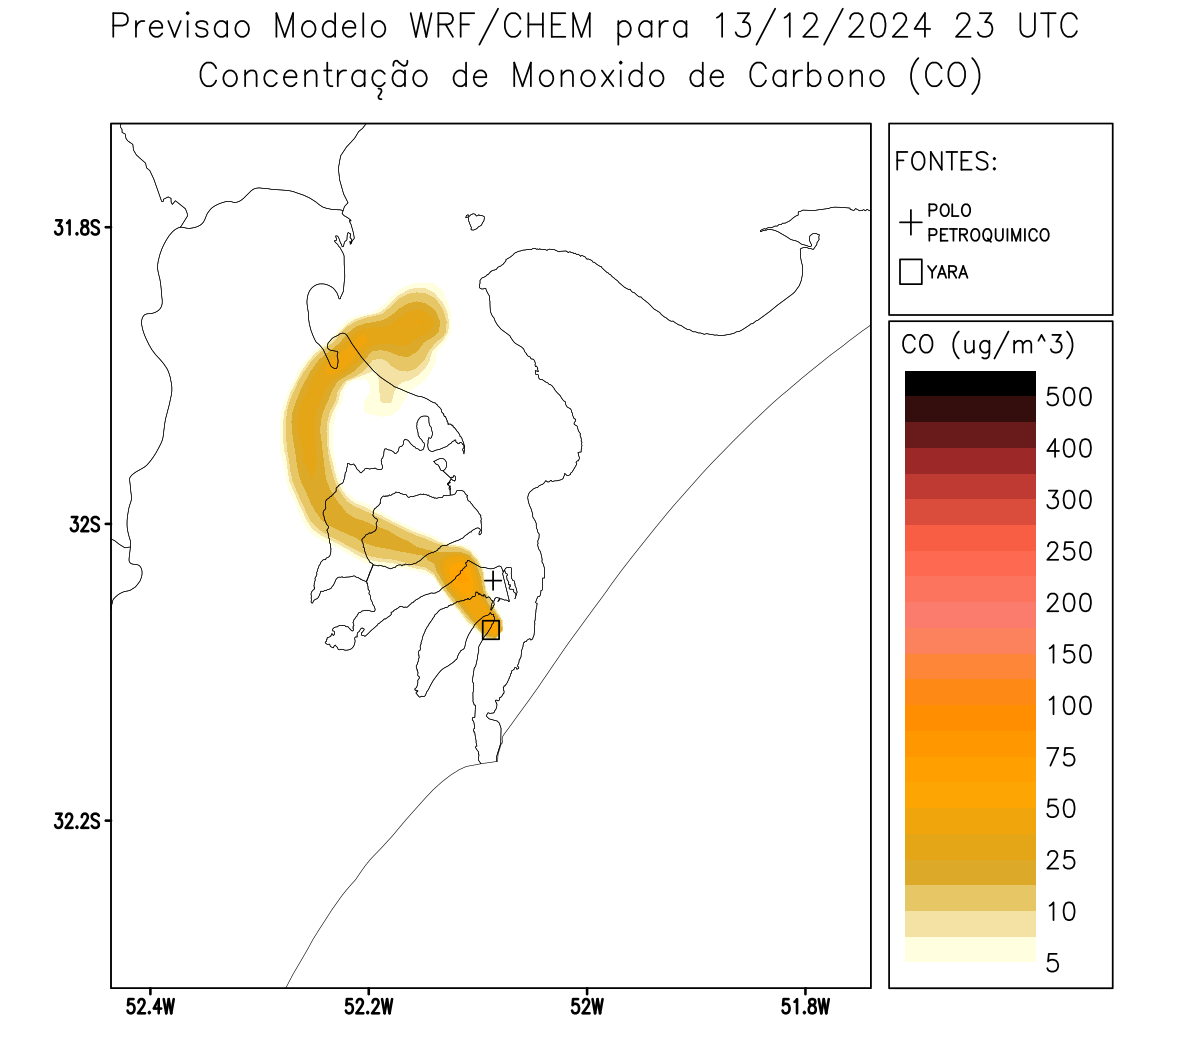 Previsao Modelo WRF/CHEM para 13/12/2024 23 UTC
Concentração de Monoxido de Carbono (CO)
FONTES:
POLO
PETROQUIMICO
YARA
CO (ug/m^3)
500
400
300
250
200
150
100
75
50
25
10
5
31.8S
32S
32.2S
52.4W
52.2W
52W
51.8W